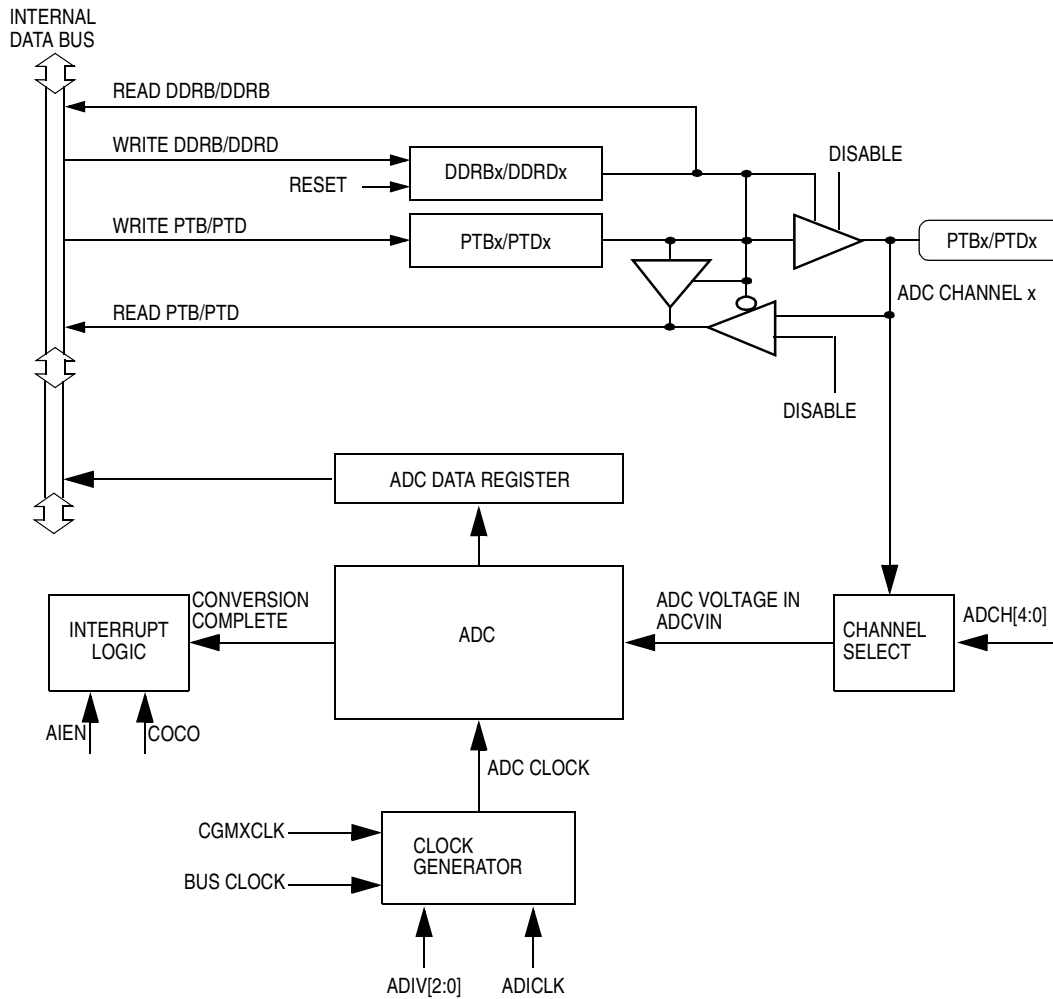 INTERNAL
DATA BUS
READ DDRB/DDRB
WRITE DDRB/DDRD
DISABLE
RESET
DDRBx/DDRDx
WRITE PTB/PTD
PTBx/PTDx
PTBx/PTDx
ADC CHANNEL x
READ PTB/PTD
DISABLE
ADC DATA REGISTER
INTERRUPT
LOGIC
CONVERSION
COMPLETE
ADC
ADC VOLTAGE IN
ADCVIN
CHANNEL
SELECT
ADCH[4:0]
AIEN
COCO
ADC CLOCK
CGMXCLK
CLOCK
GENERATOR
BUS CLOCK
ADIV[2:0]
ADICLK